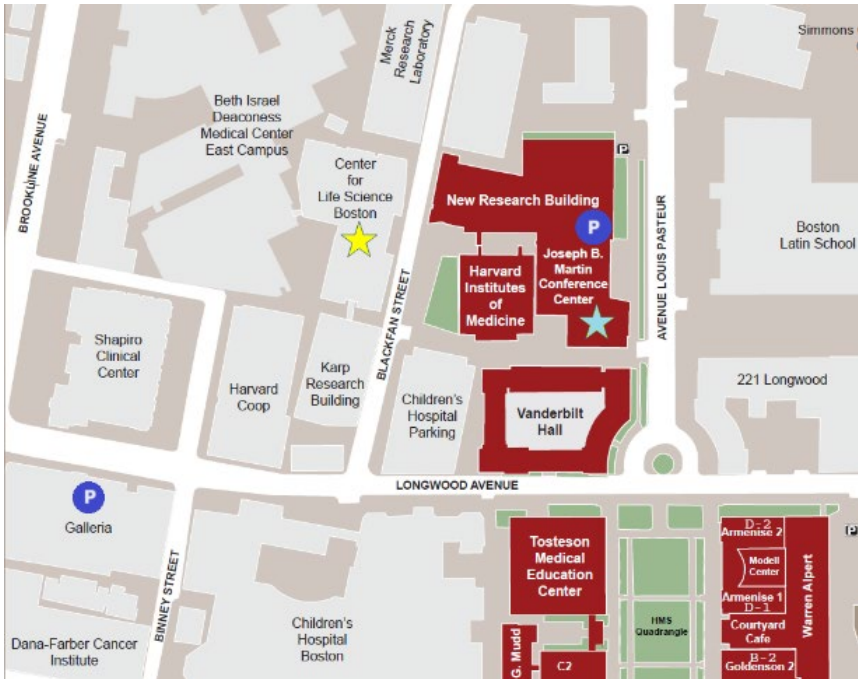 Simmons
Merck
Research
Laboratory
Beth Israel
Deaconess
Medical Center
East Campus
BROOKLINE AVENUE
Center
for
Life Science
Boston
P
New Research Building
P
Joseph B.
Martin
Conference
Center
Harvard
Institutes
of
Medicine
AVENUE LOUIS PASTEUR
Boston
Latin School
BLACKFAN STREET
Shapiro
Clinical
Center
Harvard
Coop
Karp
Research
Building
Children's
Hospital
Parking
Vanderbilt
Hall
221 Longwood
LONGWOOD AVENUE
P
Galleria
BINNEY STREET
Tosteson
Medical
Education
Center
D-2
Armenise 2
P
Modell
Center
Armenise 1
D-1
Warren Alpert
Courtyard
Cafe
B-2
Goldenson 2
HMS
Quadrangle
Children's
Hospital
Boston
Dana-Farber Cancer
Institute
G. Mudd
C2